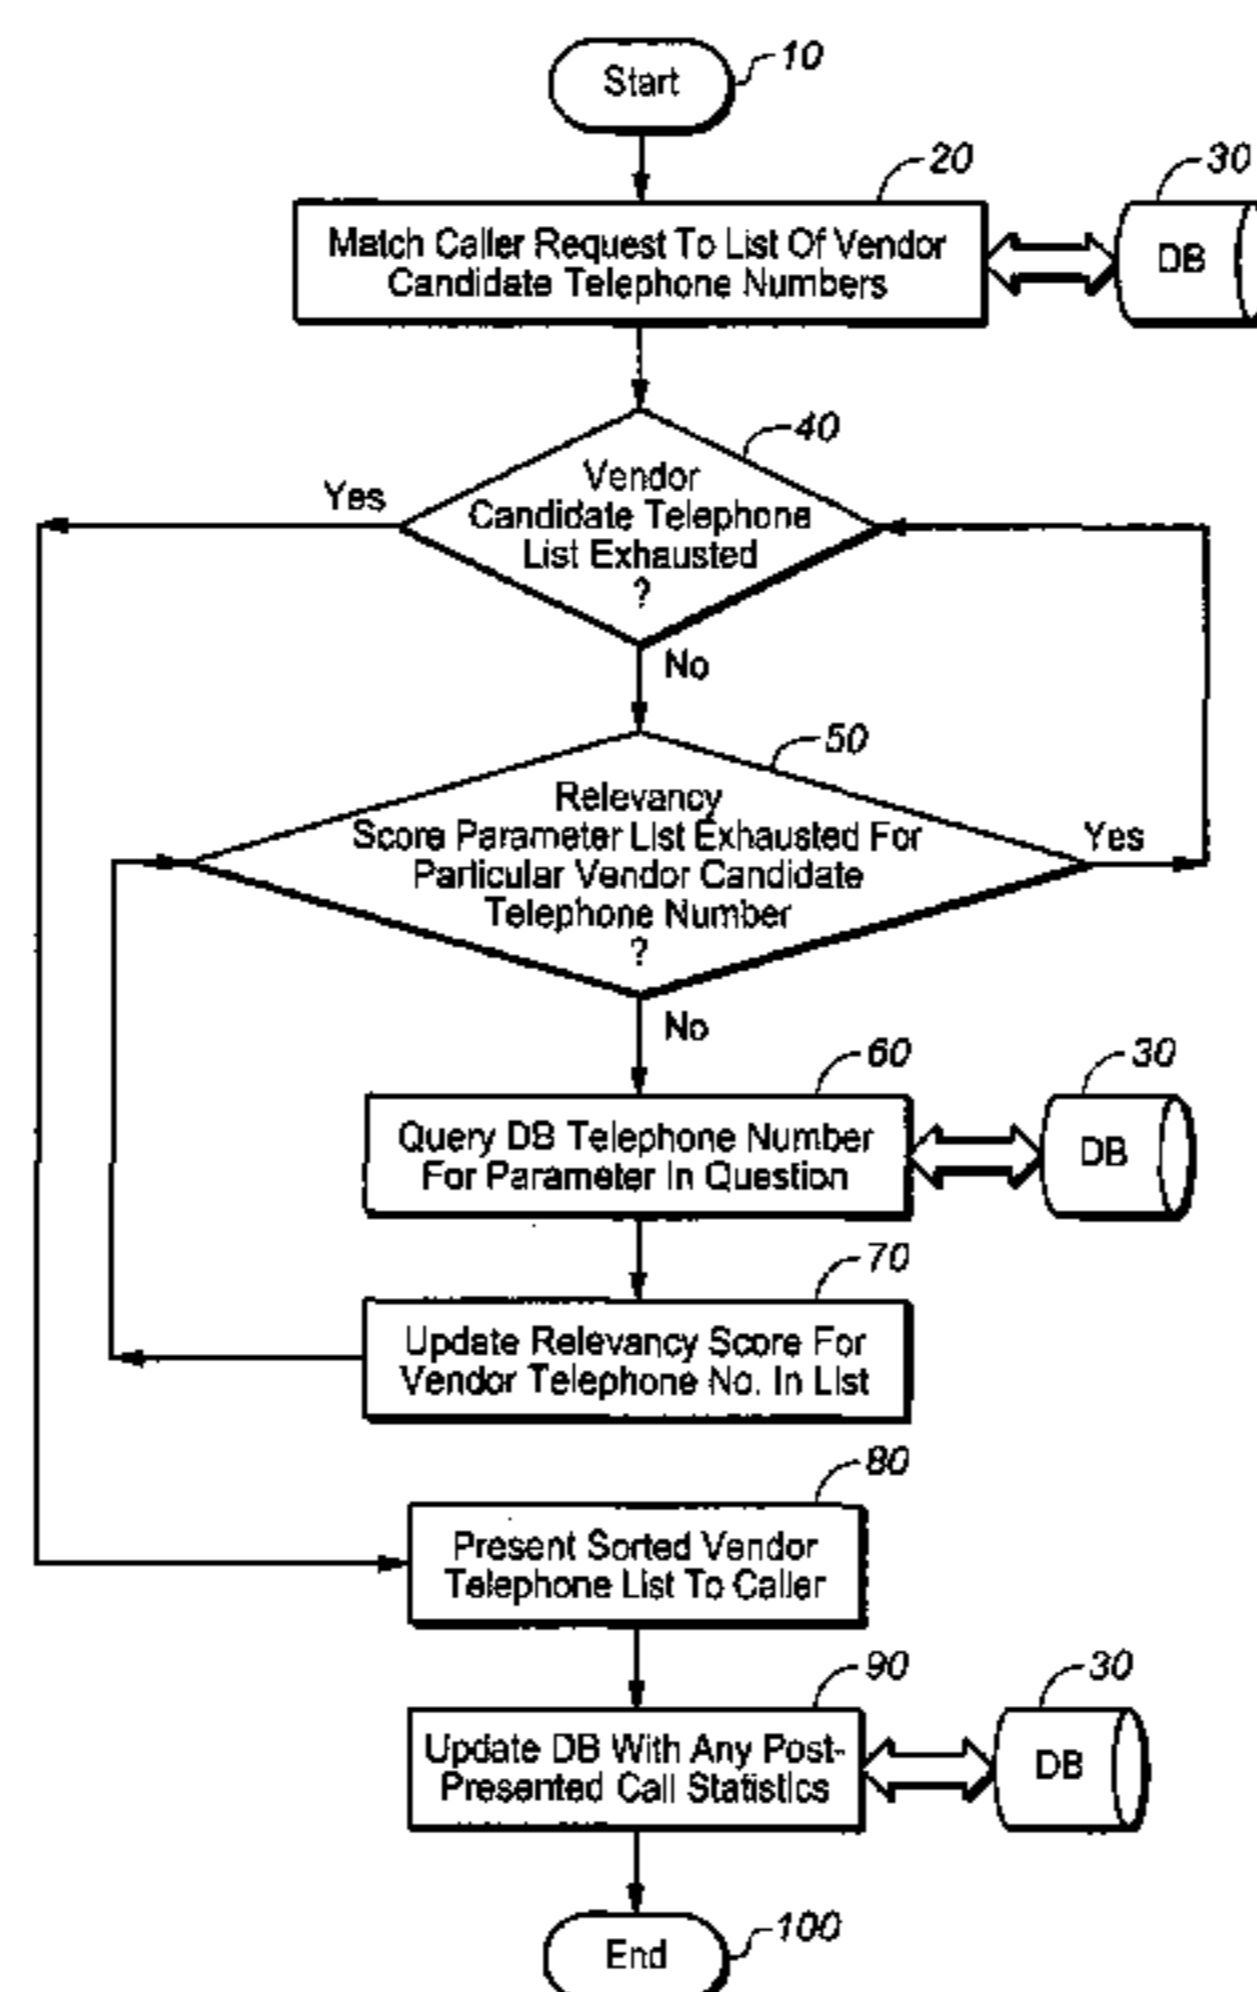 Start
10
20
30
Match Caller Request To List Of Vendor
Candidate Telephone Numbers
DB
40
Yes
Vendor
Candidate Telephone
List Exhausted
?
No
50
Relevancy
Score Parameter List Exhausted For
Particular Vendor Candidate
Telephone Number
?
Yes
No
60
30
Query DB Telephone Number
For Parameter In Question
DB
70
Update Relevancy Score For
Vendor Telephone No. In List
80
Present Sorted Vendor
Telephone List To Caller
90
30
Update DB With Any Post-
Presented Call Statistics
DB
End
100